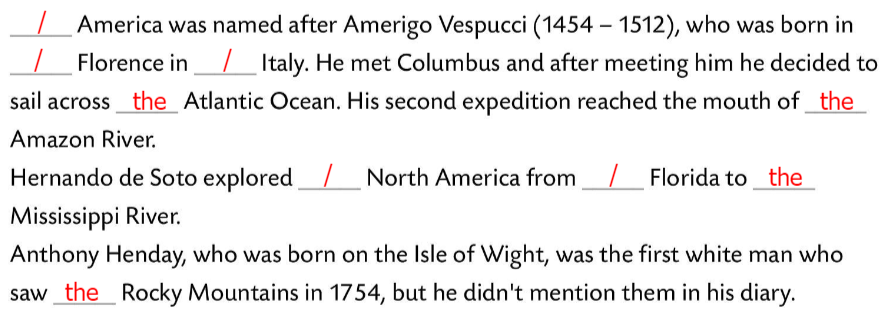 __/__ America was named after Amerigo Vespucci (1454 – 1512), who was born in
__/__ Florence in __/__ Italy. He met Columbus and after meeting him he decided to
sail across __the__ Atlantic Ocean. His second expedition reached the mouth of __the__
Amazon River.
Hernando de Soto explored __/__ North America from __/__ Florida to __the__
Mississippi River.
Anthony Henday, who was born on the Isle of Wight, was the first white man who
saw __the__ Rocky Mountains in 1754, but he didn't mention them in his diary.